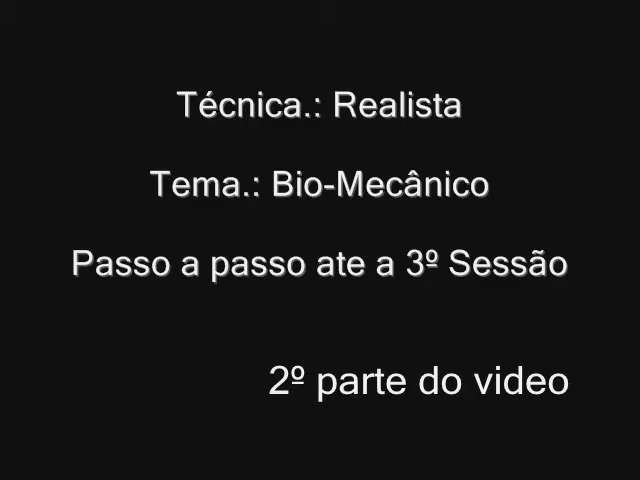 Técnica.: Realista
Tema.: Bio-Mecânico
Passo a passo ate a 3º Sessão
2º parte do video